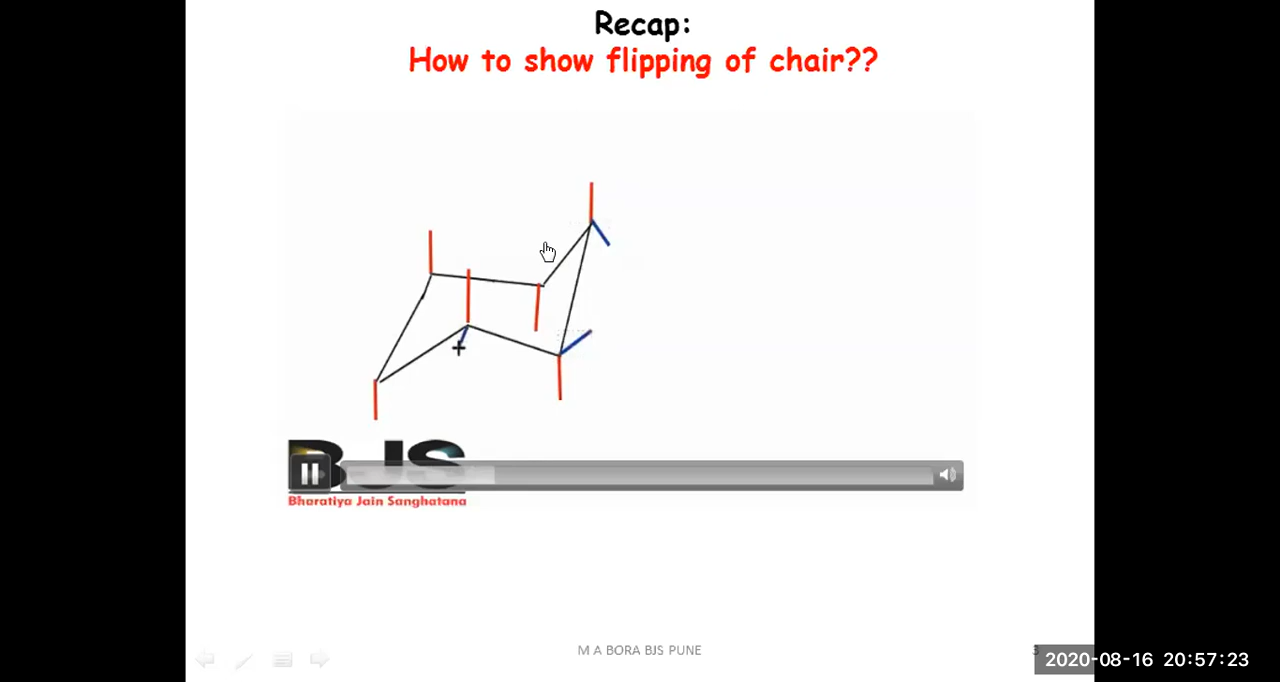 Recap:
How to show flipping of chair??
BJS
Bharatiya Jain Sanghatana
M A BORA BJS PUNE
3
2020-08-16 20:57:23